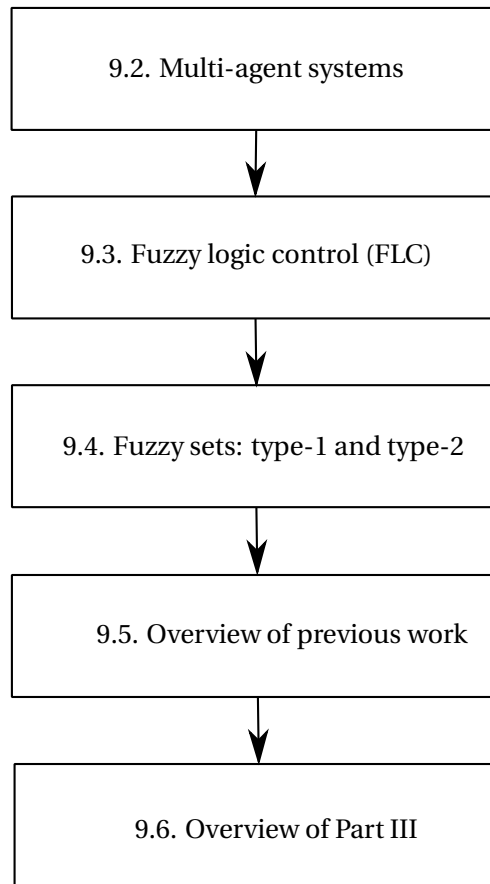 9.2. Multi-agent systems
9.3. Fuzzy logic control (FLC)
9.4. Fuzzy sets: type-1 and type-2
9.5. Overview of previous work
9.6. Overview of Part III